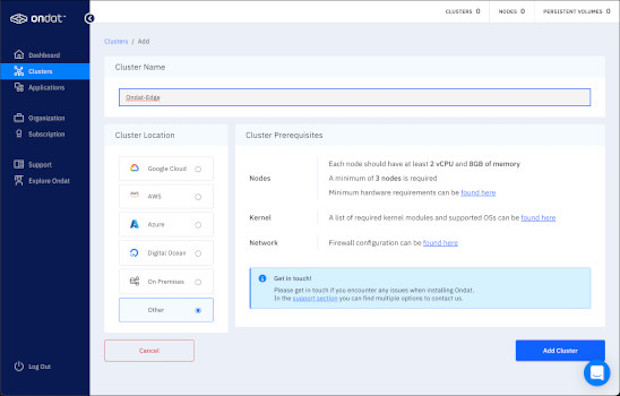 ondat
CLUSTERS 0 NODES 0 PERSISTENT VOLUMES 0
Dashboard
Clusters
Applications
Organization
Subscription
Support
Explore Ondat
Log Out
Clusters / Add
Cluster Name
Ondat-Edge
Cluster Location
Google Cloud
AWS
Azure
Digital Ocean
On Premises
Other
Cluster Prerequisites
Nodes
Each node should have at least 2 vCPU and 8GB of memory
A minimum of 3 nodes is required
Minimum hardware requirements can be found here
Kernel
A list of required kernel modules and supported OSs can be found here
Network
Firewall configuration can be found here
Get in touch!
Please get in touch if you encounter any issues when installing Ondat.
In the support section you can find multiple options to contact us.
Cancel
Add Cluster